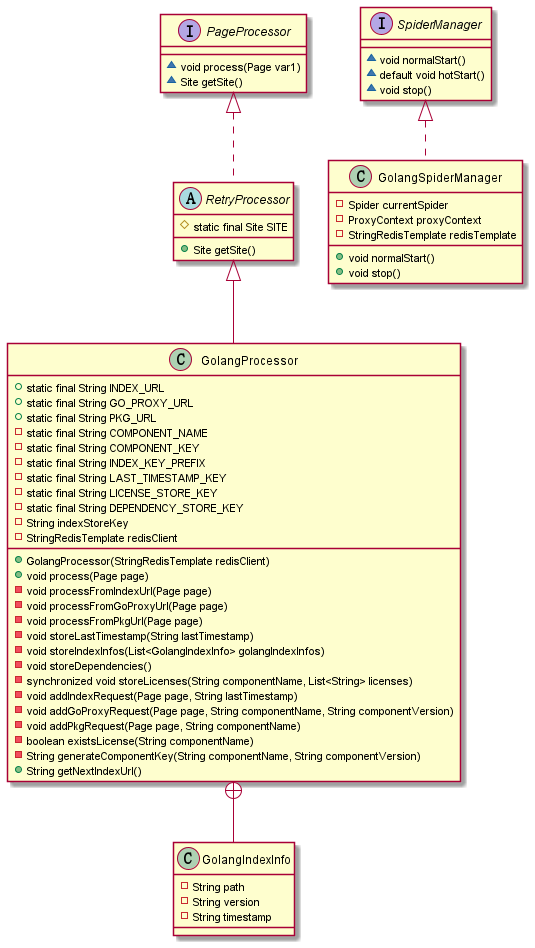 I PageProcessor
void process(Page var1)
Site getSite()
I SpiderManager
void normalStart()
default void hotStart()
void stop()
A RetryProcessor
static final Site SITE
Site getSite()
C GolangSpiderManager
Spider currentSpider
ProxyContext proxyContext
StringRedisTemplate redisTemplate
void normalStart()
void stop()
C GolangProcessor
static final String INDEX_URL
static final String GO_PROXY_URL
static final String PKG_URL
static final String COMPONENT_NAME
static final String COMPONENT_KEY
static final String INDEX_KEY_PREFIX
static final String LAST_TIMESTAMP_KEY
static final String LICENSE_STORE_KEY
static final String DEPENDENCY_STORE_KEY
String indexStoreKey
StringRedisTemplate redisClient
GolangProcessor(StringRedisTemplate redisClient)
void process(Page page)
void processFromIndexUrl(Page page)
void processFromGoProxyUrl(Page page)
void processFromPkgUrl(Page page)
void storeLastTimestamp(String lastTimestamp)
void storeIndexInfos(List<GolangIndexInfo> golangIndexInfos)
void storeDependencies()
synchronized void storeLicenses(String componentName, List<String> licenses)
void addIndexRequest(Page page, String lastTimestamp)
void addGoProxyRequest(Page page, String componentName, String componentVersion)
void addPkgRequest(Page page, String componentName)
boolean existsLicense(String componentName)
String generateComponentKey(String componentName, String componentVersion)
String getNextIndexUrl()
C GolangIndexInfo
String path
String version
String timestamp